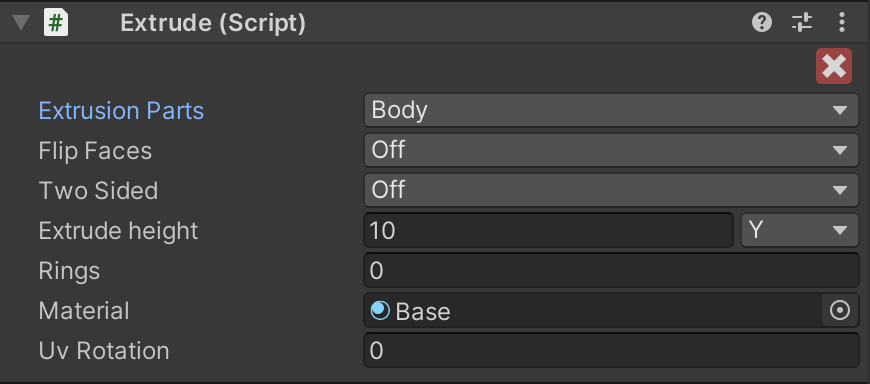 Extrude (Script)
Extrusion Parts Body
Flip Faces Off
Two Sided Off
Extrude height 10 Y
Rings 0
Material Base
Uv Rotation 0